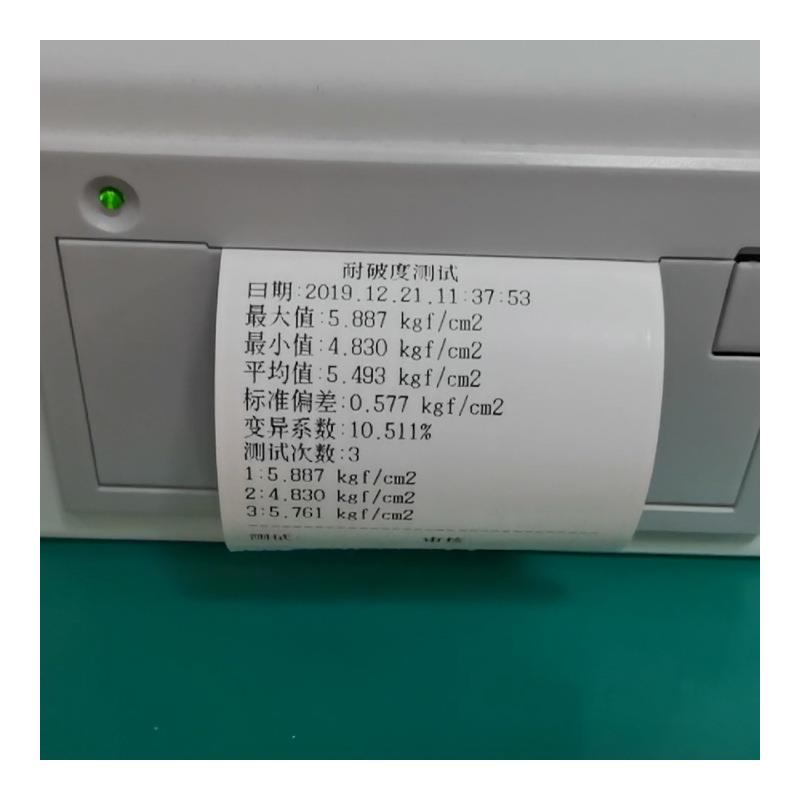 耐破度测试
日期:2019.12.21.11:37:53
最大值:5.887 kgf/cm2
最小值:4.830 kgf/cm2
平均值:5.493 kgf/cm2
标准偏差:0.577 kgf/cm2
变异系数:10.511%
测试次数:3
1:5.887 kgf/cm2
2:4.830 kgf/cm2
3:5.761 kgf/cm2